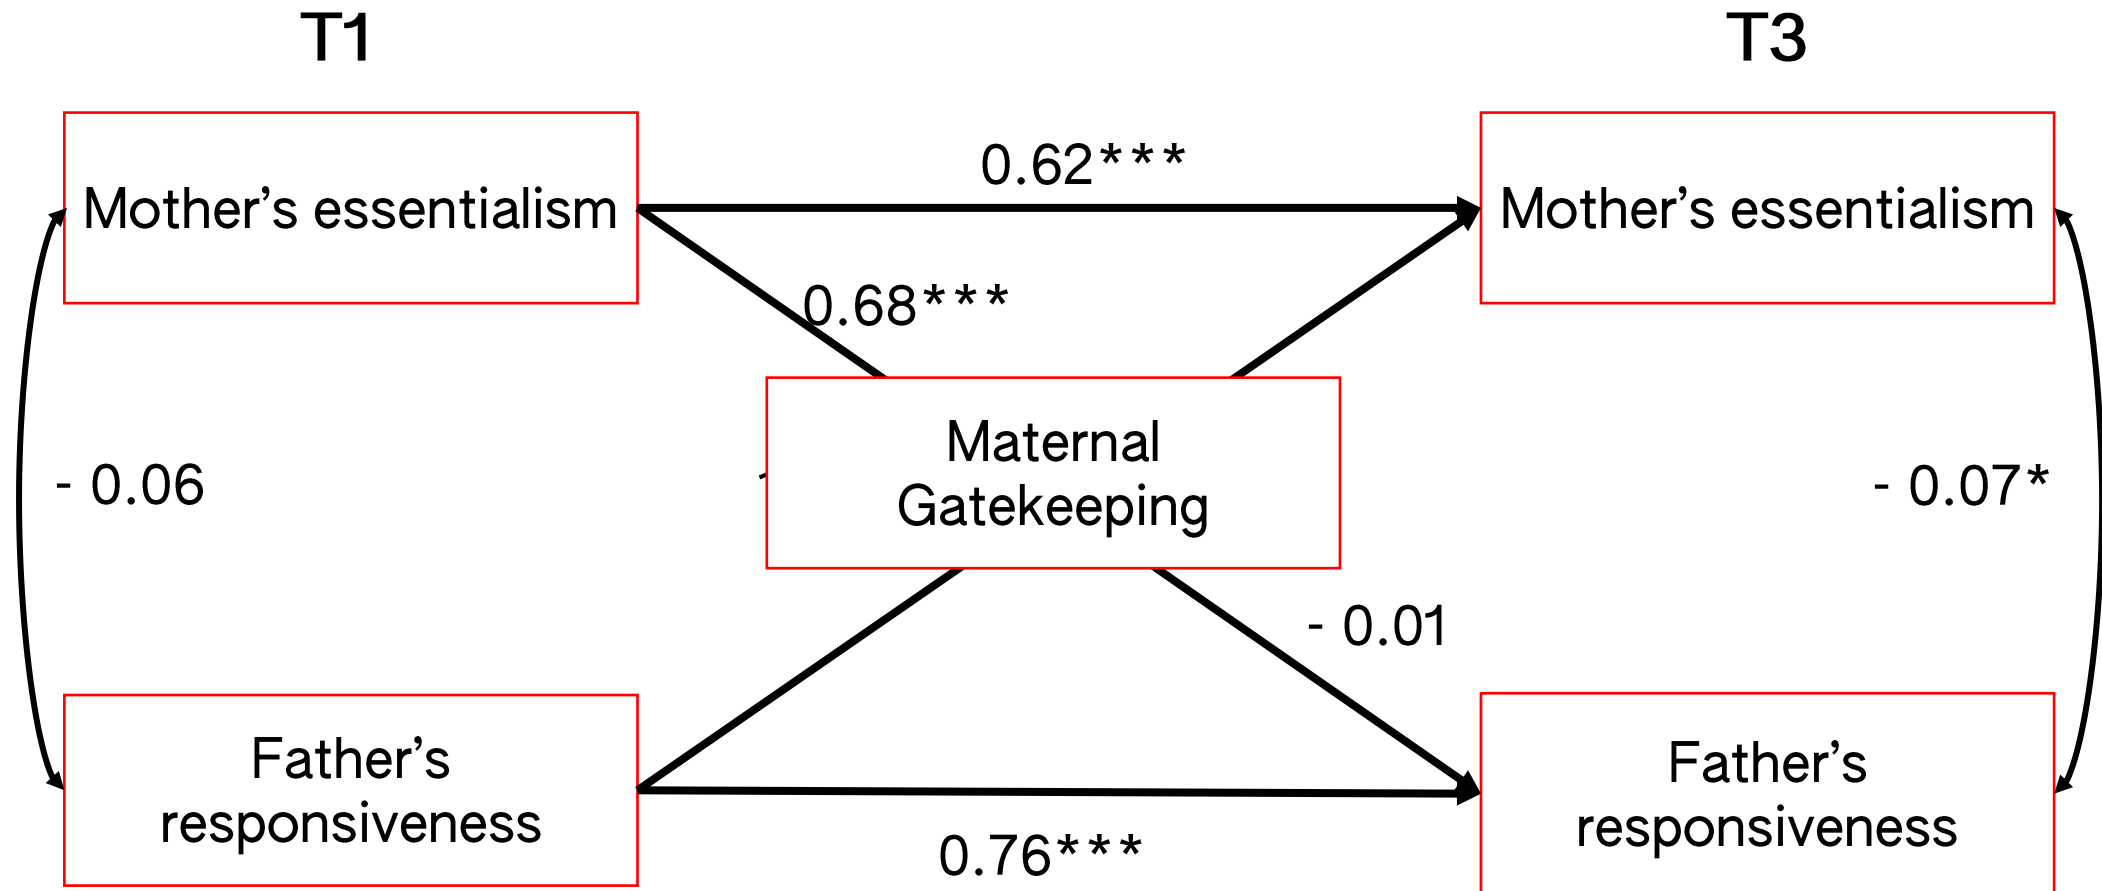 T1
T3
0.62***
Mother’s essentialism
Mother’s essentialism
0.68***
Maternal
Gatekeeping
- 0.06
- 0.07*
- 0.01
Father’s
responsiveness
Father’s
responsiveness
0.76***